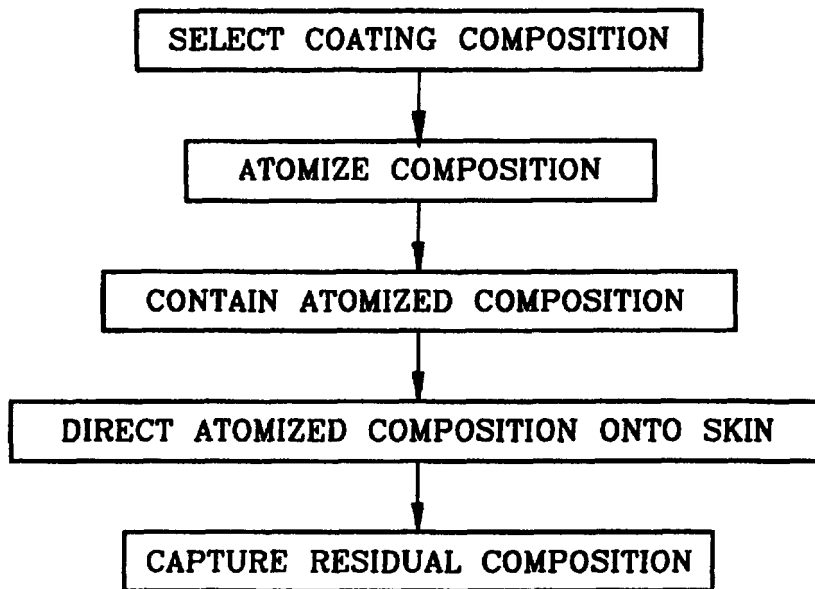 SELECT COATING COMPOSITION
ATOMIZE COMPOSITION
CONTAIN ATOMIZED COMPOSITION
DIRECT ATOMIZED COMPOSITION ONTO SKIN
CAPTURE RESIDUAL COMPOSITION